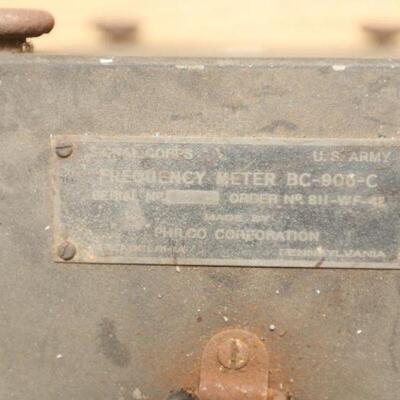 SIGNAL CORPS U.S. ARMY
FREQUENCY METER BC-906-C
SERIAL Nº ORDER Nº 811-WF-42
MADE BY
PHILCO CORPORATION
PHILADELPHIA PENNSYLVANIA